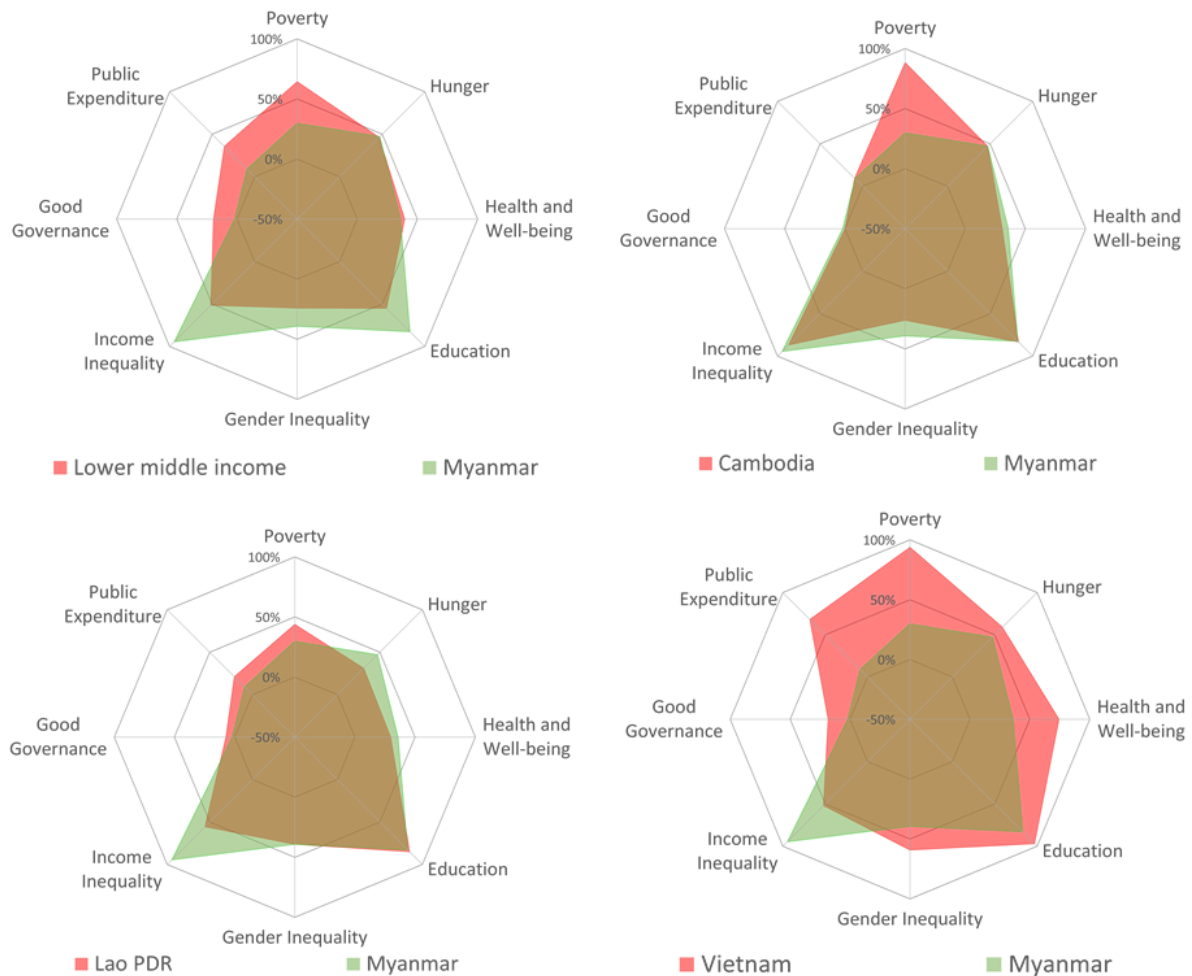 Poverty
100%
Public
Expenditure
Hunger
50%
0%
Good
Governance
-50%
Health and
Well-being
Income
Inequality
Education
Gender Inequality
Lower middle income
Myanmar
Poverty
100%
Public
Expenditure
Hunger
50%
0%
Good
Governance
-50%
Health and
Well-being
Income
Inequality
Education
Gender Inequality
Cambodia
Myanmar
Poverty
100%
Public
Expenditure
Hunger
50%
0%
Good
Governance
-50%
Health and
Well-being
Income
Inequality
Education
Gender Inequality
Lao PDR
Myanmar
Poverty
100%
Public
Expenditure
Hunger
50%
0%
Good
Governance
-50%
Health and
Well-being
Income
Inequality
Education
Gender Inequality
Vietnam
Myanmar